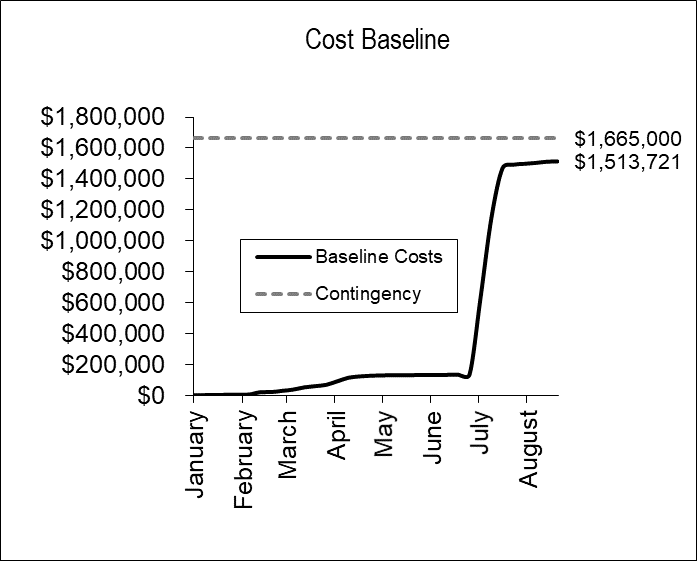 Cost Baseline
$1,800,000
$1,600,000
$1,400,000
$1,200,000
$1,000,000
$800,000
$600,000
$400,000
$200,000
$0
$1,665,000
$1,513,721
Baseline Costs
Contingency
January
February
March
April
May
June
July
August